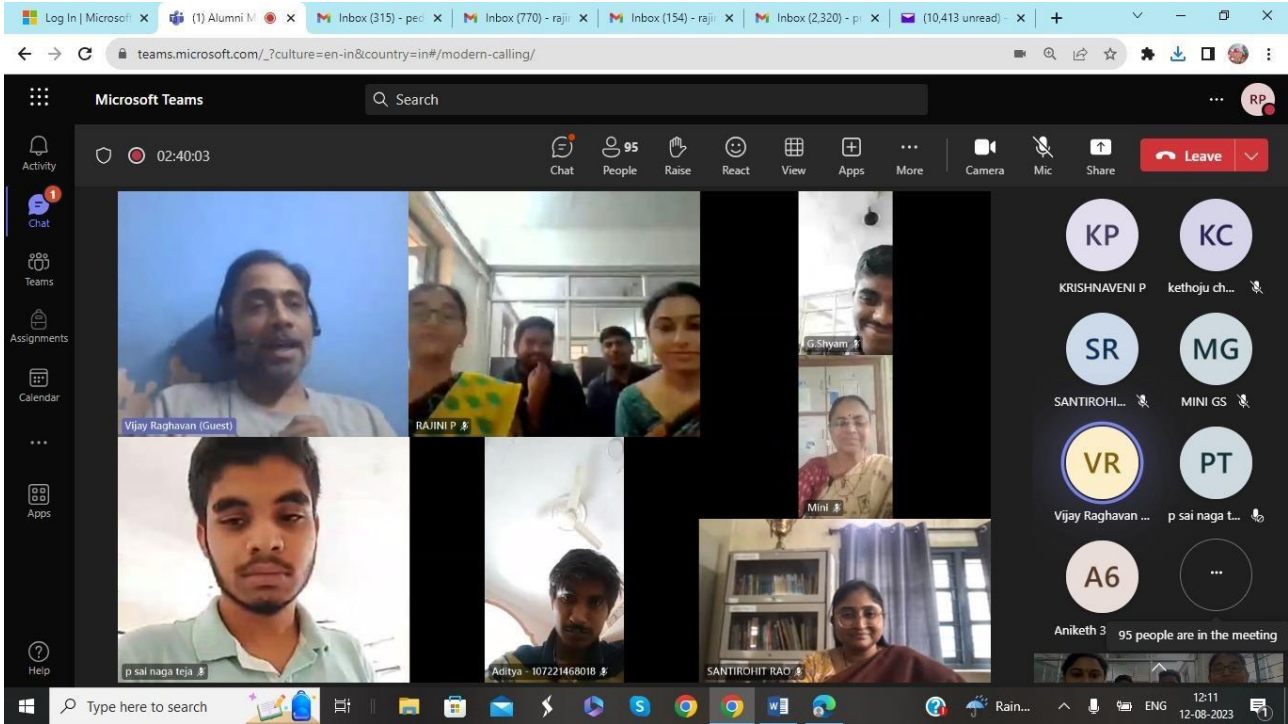 Log In | Microsoft
(1) Alumni M
Inbox (315) - ped
Inbox (770) - rajin
Inbox (154) - rajin
Inbox (2,320) - pr
(10,413 unread) -
teams.microsoft.com/_?culture=en-in&country=in#/modern-calling/
Microsoft Teams
Search
RP
Activity
02:40:03
95
Chat
People
Raise
React
View
Apps
More
Camera
Mic
Share
Leave
1
Chat
Teams
Assignments
Calendar
Apps
Help
Vijay Raghavan (Guest)
RAJINI P
G.Shyam
Mini
p sai naga teja
Aditya - 107221468018
SANTIROHIT RAO
KP
KC
KRISHNAVENI P
kethoju ch...
SR
MG
SANTIROHI...
MINI GS
VR
PT
Vijay Raghavan ...
p sai naga t...
A6
Aniketh 3
95 people are in the meeting
Type here to search
Rain...
ENG
12:11
12-08-2023
1